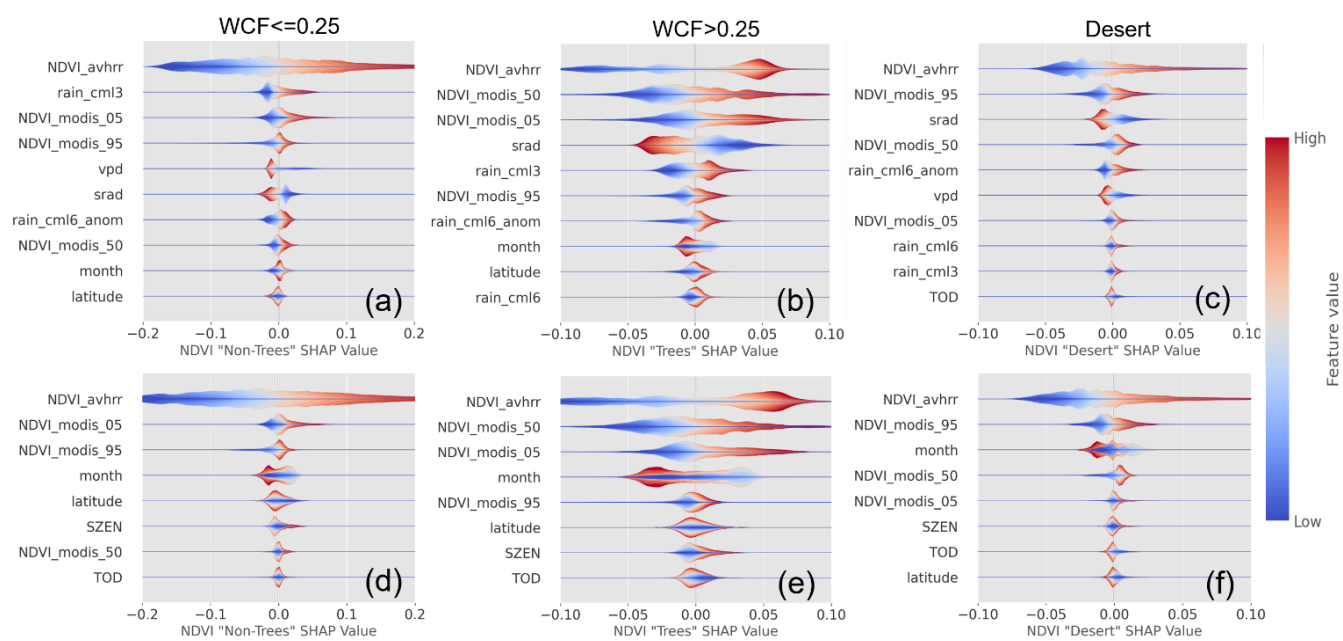 WCF<=0.25
NDVI_avhrr
rain_cml3
NDVI_modis_05
NDVI_modis_95
vpd
srad
rain_cml6_anom
NDVI_modis_50
month
latitude
(a)
−0.2 −0.1 0.0 0.1 0.2
NDVI "Non-Trees" SHAP Value
WCF>0.25
NDVI_avhrr
NDVI_modis_50
NDVI_modis_05
srad
rain_cml3
NDVI_modis_95
rain_cml6_anom
month
latitude
rain_cml6
(b)
−0.10 −0.05 0.00 0.05 0.10
NDVI "Trees" SHAP Value
Desert
NDVI_avhrr
NDVI_modis_95
srad
NDVI_modis_50
rain_cml6_anom
vpd
NDVI_modis_05
rain_cml6
rain_cml3
TOD
(c)
−0.10 −0.05 0.00 0.05 0.10
NDVI "Desert" SHAP Value
NDVI_avhrr
NDVI_modis_05
NDVI_modis_95
month
latitude
SZEN
NDVI_modis_50
TOD
(d)
−0.2 −0.1 0.0 0.1 0.2
NDVI "Non-Trees" SHAP Value
NDVI_avhrr
NDVI_modis_50
NDVI_modis_05
month
NDVI_modis_95
latitude
SZEN
TOD
(e)
−0.10 −0.05 0.00 0.05 0.10
NDVI "Trees" SHAP Value
NDVI_avhrr
NDVI_modis_95
month
NDVI_modis_50
NDVI_modis_05
SZEN
TOD
latitude
(f)
−0.10 −0.05 0.00 0.05 0.10
NDVI "Desert" SHAP Value
High
Feature value
Low